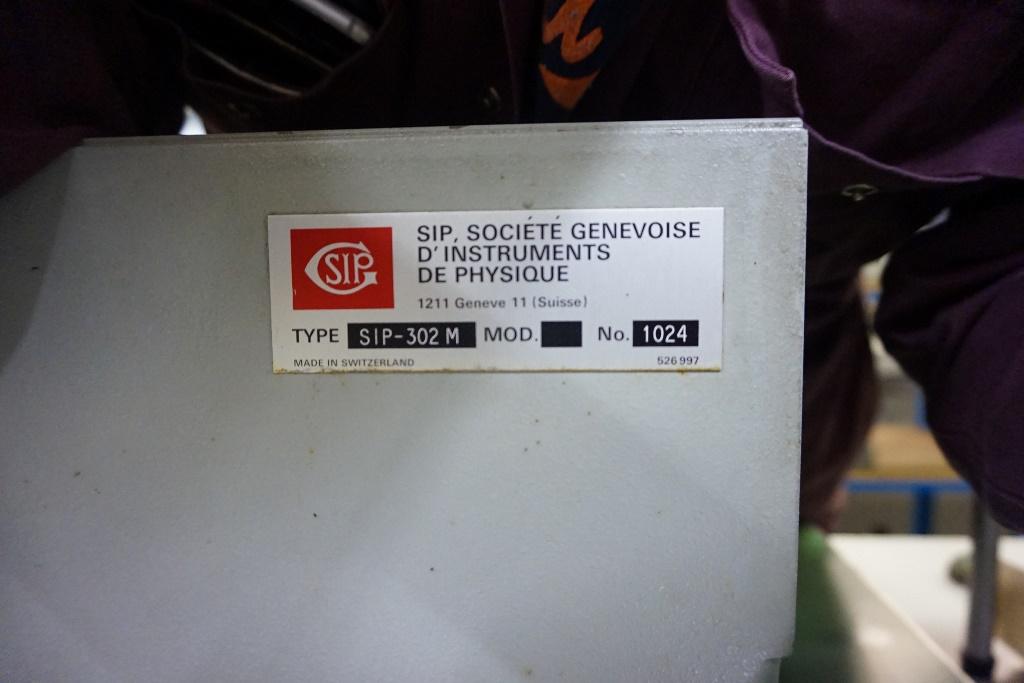 SIP
SIP, SOCIÉTÉ GENEVOISE
D'INSTRUMENTS
DE PHYSIQUE
1211 Geneve 11 (Suisse)
TYPE SIP-302 M MOD. No. 1024
MADE IN SWITZERLAND 526 997